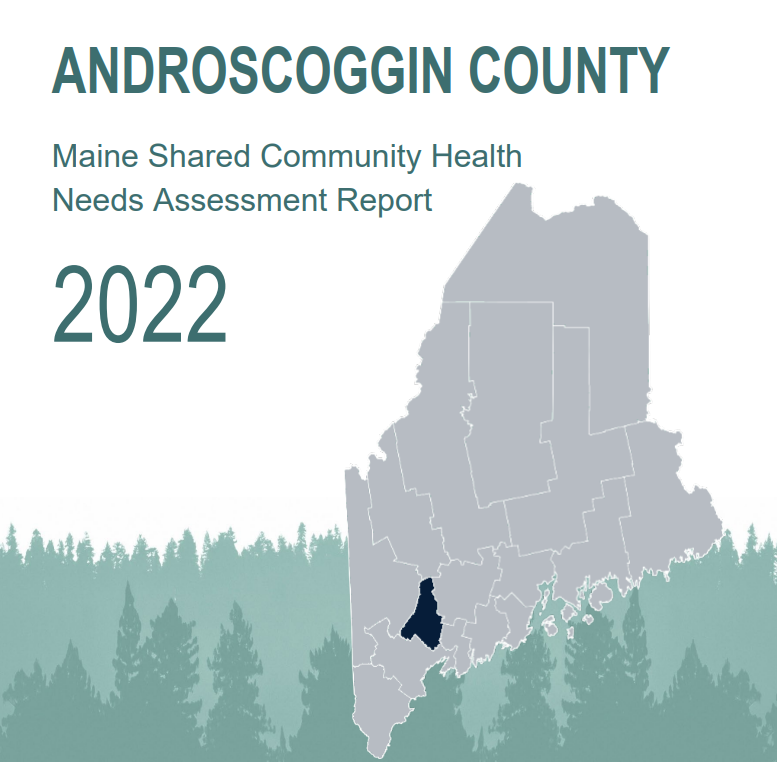 ANDROSCOGGIN COUNTY
Maine Shared Community Health
Needs Assessment Report
2022